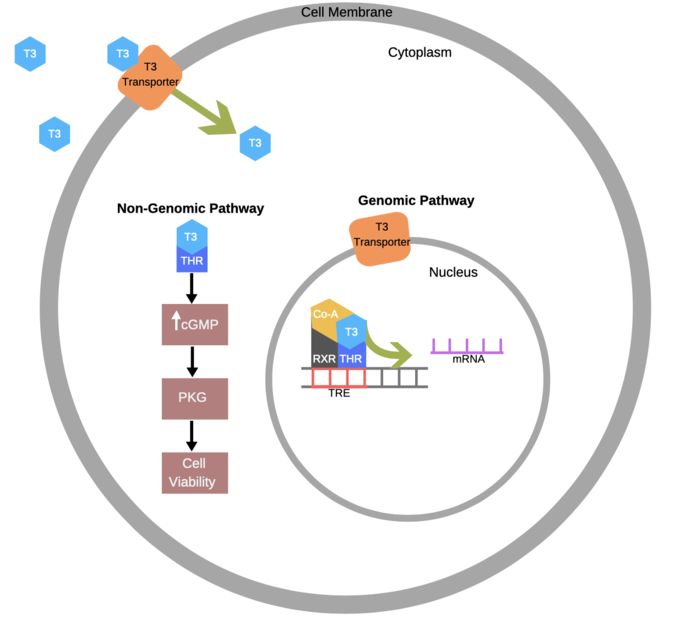 Cell Membrane
Cytoplasm
T3
T3
T3
Transporter
T3
T3
Non-Genomic Pathway
T3
THR
cGMP
PKG
Cell
Viability
Genomic Pathway
T3
Transporter
Nucleus
Co-A
T3
RXR
THR
TRE
mRNA